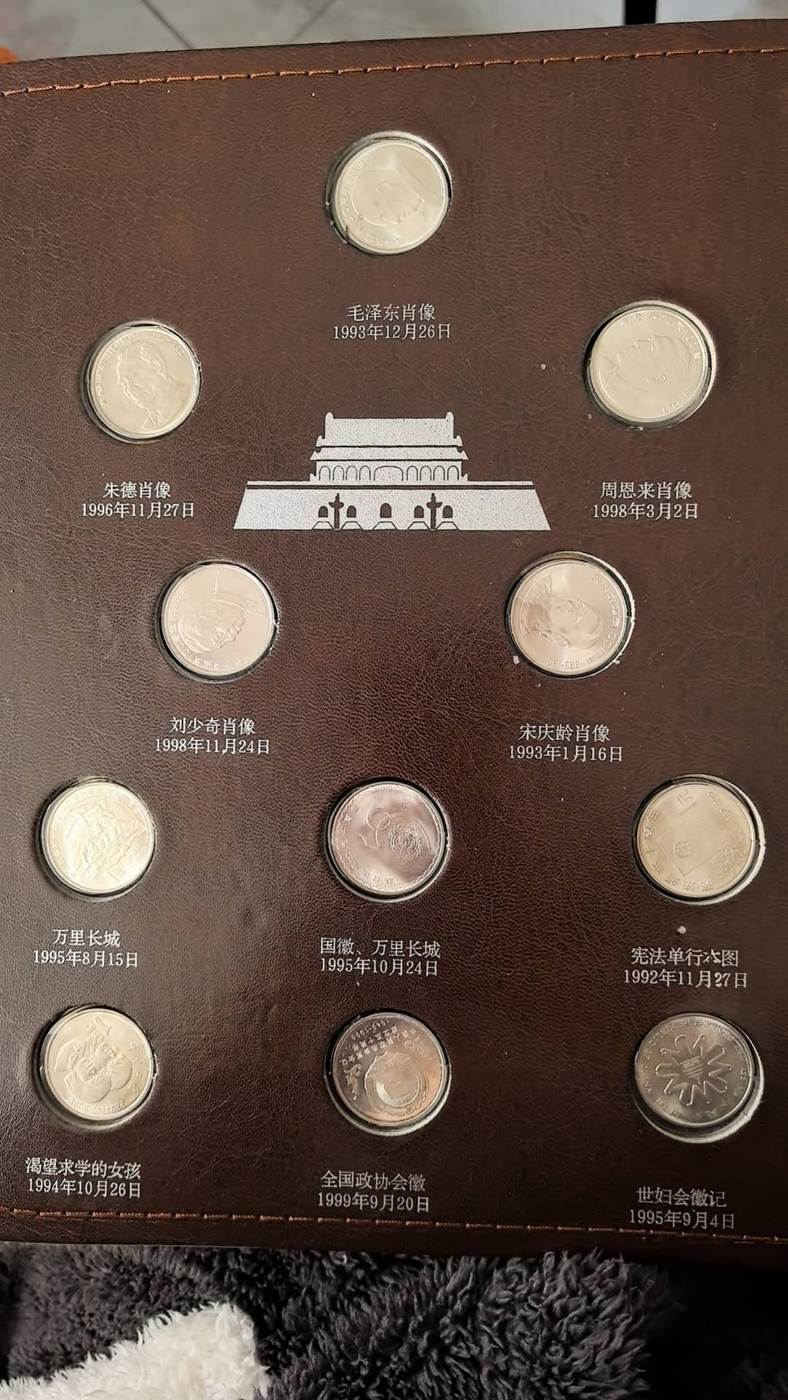 毛泽东肖像
1993年12月26日
朱德肖像
1996年11月27日
周恩来肖像
1998年3月2日
刘少奇肖像
1998年11月24日
宋庆龄肖像
1993年1月16日
万里长城
1995年8月15日
国徽、万里长城
1995年10月24日
宪法单行本图
1992年11月27日
渴望求学的女孩
1994年10月26日
全国政协会徽
1999年9月20日
世妇会徽记
1995年9月4日